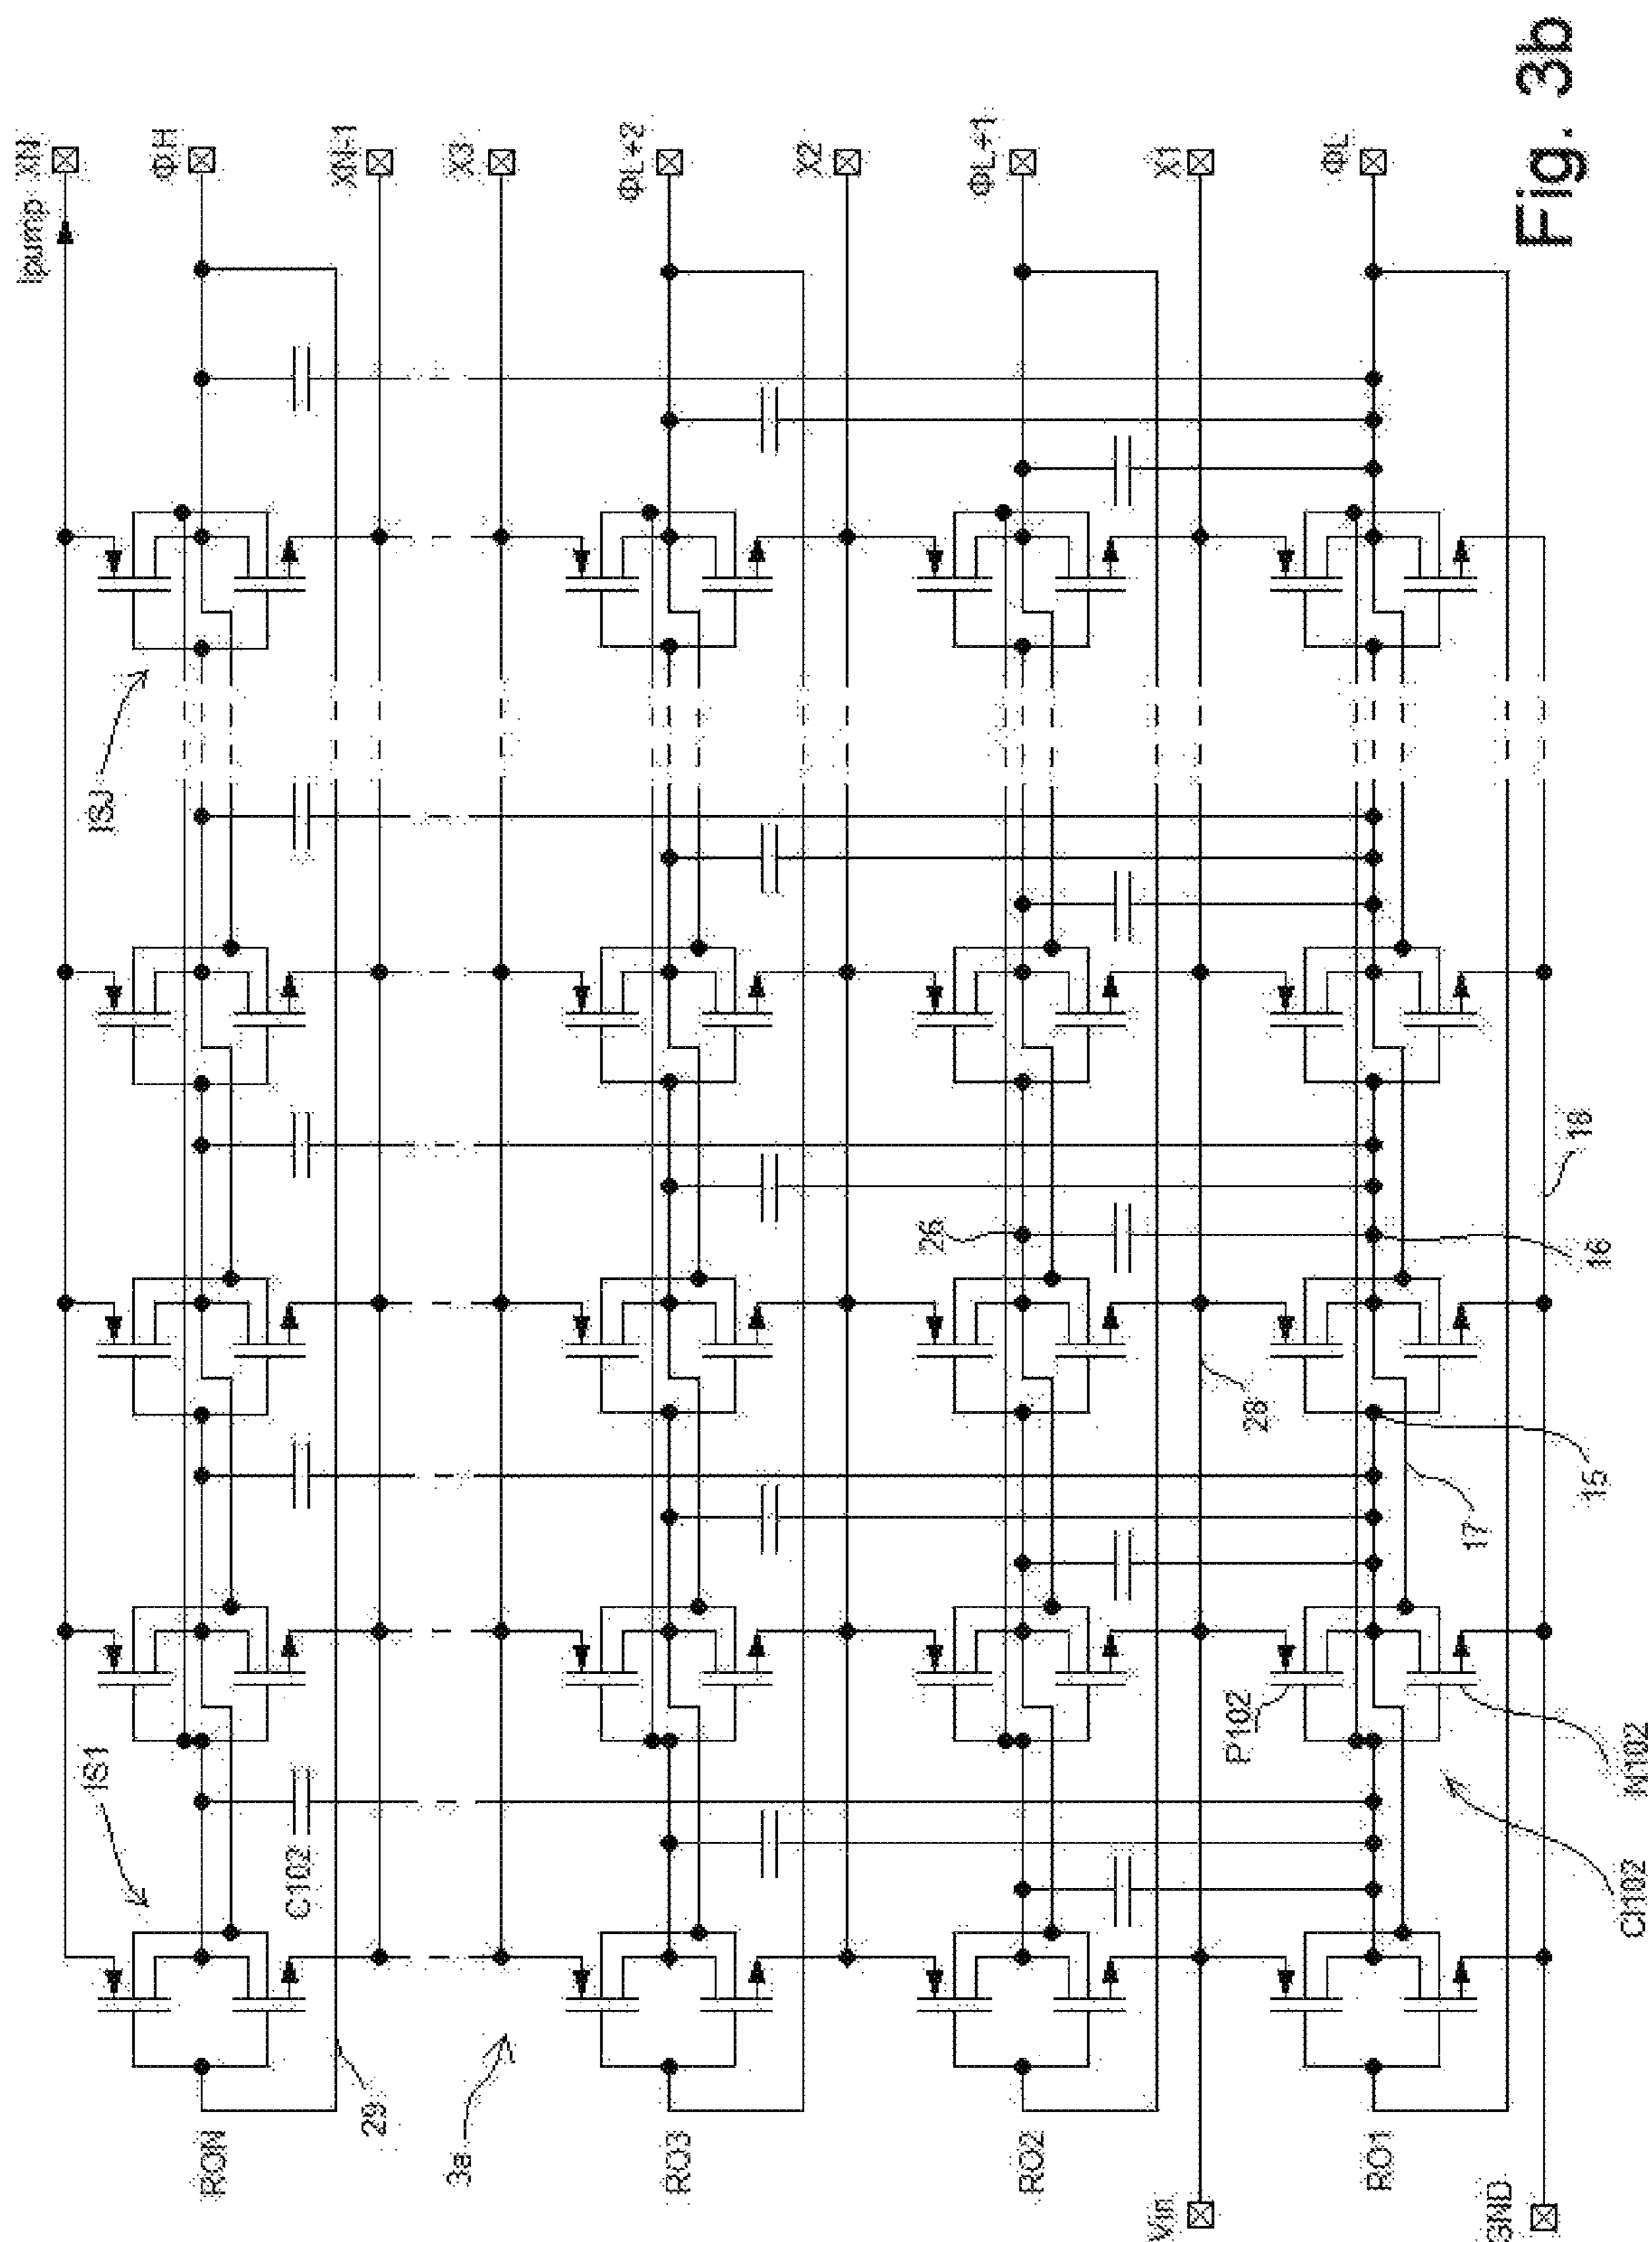 Fig. 3b
Ipump XN
ΦH
XN-1
X3
ΦL+2
X2
ΦL+1
X1
ΦL
ISJ
IS1
C102
29
3a
RON
RO3
RO2
RO1
Vin
GND
26
28
18
16
15
17
P102
N102
CI102